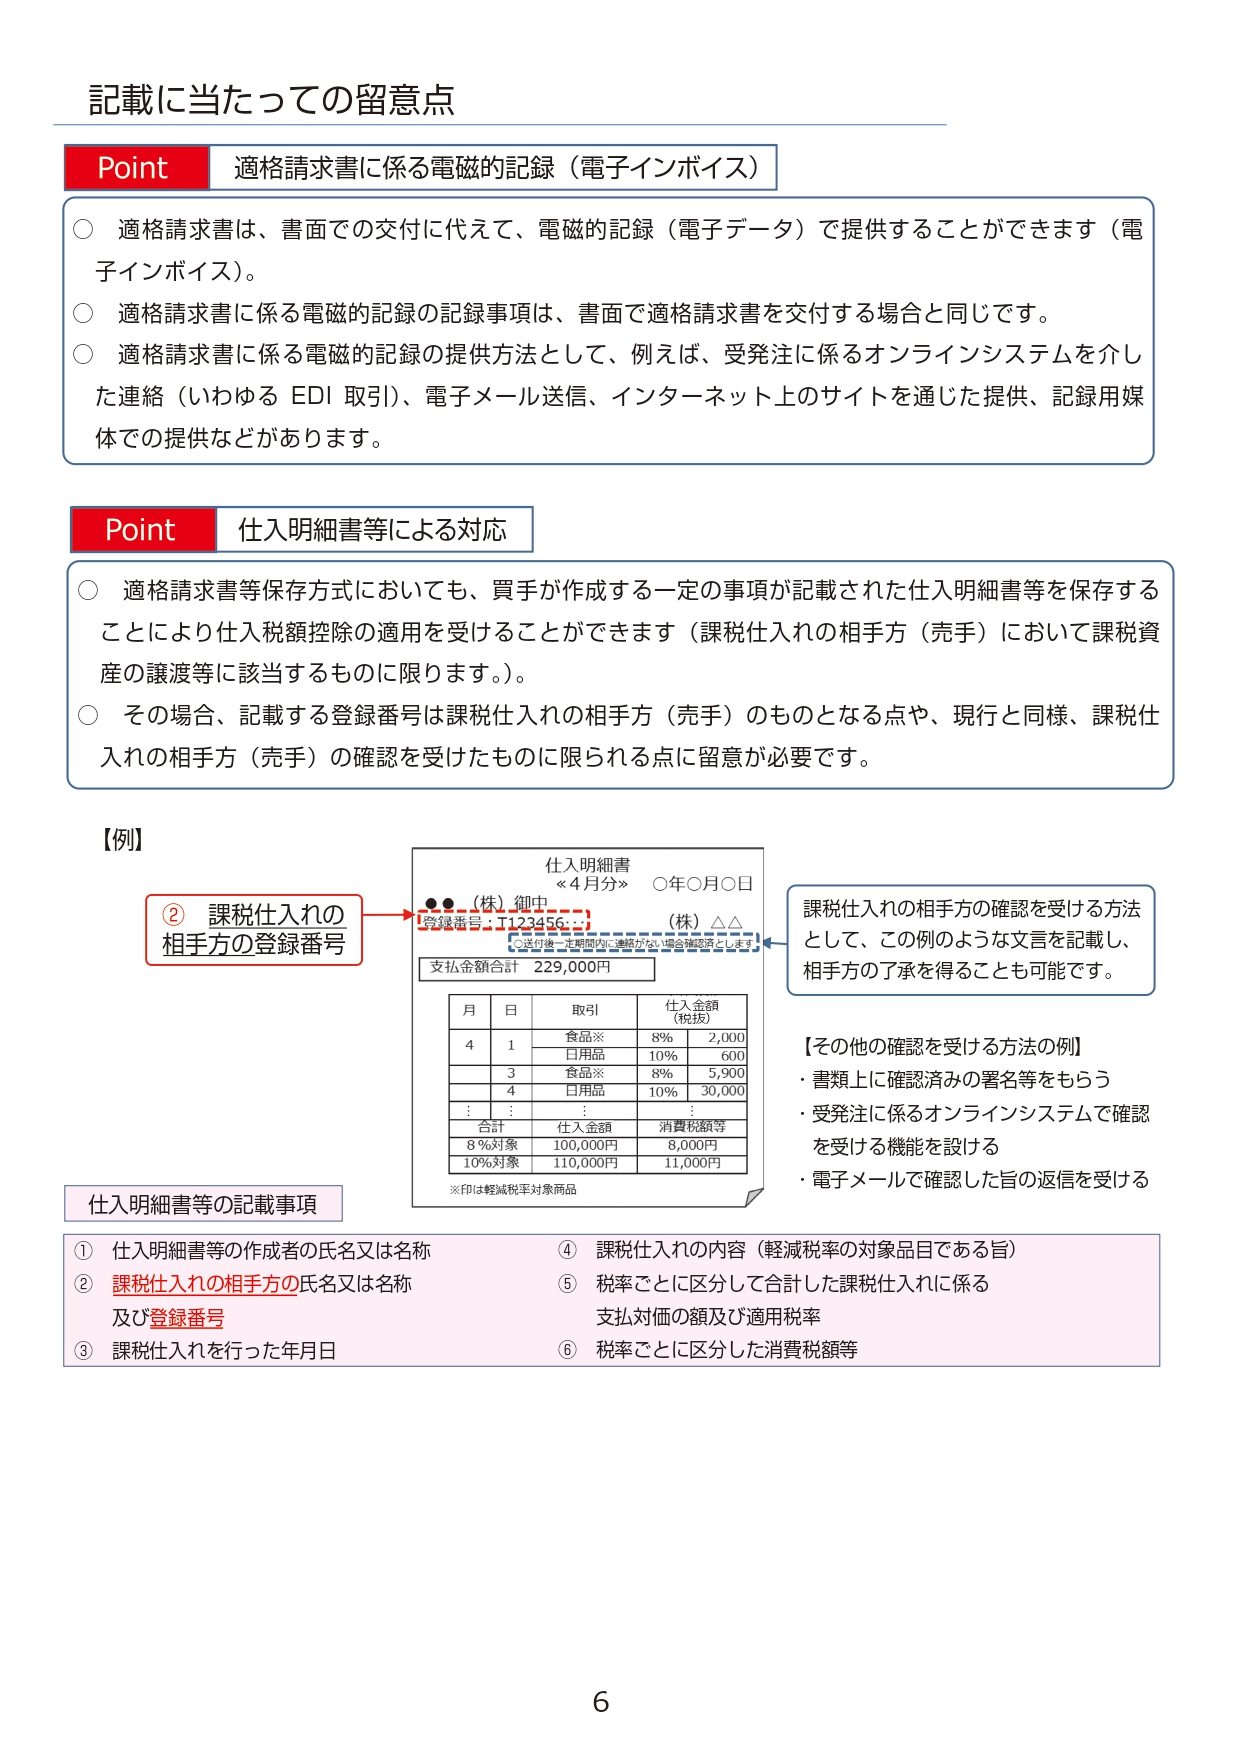 記載に当たっての留意点
Point 適格請求書に係る電磁的記録（電子インボイス）
○ 適格請求書は、書面での交付に代えて、電磁的記録（電子データ）で提供することができます（電
子インボイス）。
○ 適格請求書に係る電磁的記録の記録事項は、書面で適格請求書を交付する場合と同じです。
○ 適格請求書に係る電磁的記録の提供方法として、例えば、受発注に係るオンラインシステムを介し
た連絡（いわゆる EDI 取引）、電子メール送信、インターネット上のサイトを通じた提供、記録用媒
体での提供などがあります。
Point 仕入明細書等による対応
○ 適格請求書等保存方式においても、買手が作成する一定の事項が記載された仕入明細書等を保存する
ことにより仕入税額控除の適用を受けることができます（課税仕入れの相手方（売手）において課税資
産の譲渡等に該当するものに限ります。）。
○ その場合、記載する登録番号は課税仕入れの相手方（売手）のものとなる点や、現行と同様、課税仕
入れの相手方（売手）の確認を受けたものに限られる点に留意が必要です。
【例】
② 課税仕入れの
相手方の登録番号
仕入明細書
≪４月分≫ ○年○月○日
●●（株）御中
登録番号：T123456… （株）△△
○送付後一定期間内に連絡がない場合確認済とします
支払金額合計 229,000円
月 日 取引 仕入金額
（税抜）
4 1 食品※ 8% 2,000
日用品 10% 600
3 食品※ 8% 5,900
4 日用品 10% 30,000
： ： ： ：
合計 仕入金額 消費税額等
８%対象 100,000円 8,000円
10%対象 110,000円 11,000円
※印は軽減税率対象商品
課税仕入れの相手方の確認を受ける方法
として、この例のような文言を記載し、
相手方の了承を得ることも可能です。
【その他の確認を受ける方法の例】
・書類上に確認済みの署名等をもらう
・受発注に係るオンラインシステムで確認
を受ける機能を設ける
・電子メールで確認した旨の返信を受ける
仕入明細書等の記載事項
① 仕入明細書等の作成者の氏名又は名称
② 課税仕入れの相手方の氏名又は名称
及び登録番号
③ 課税仕入れを行った年月日
④ 課税仕入れの内容（軽減税率の対象品目である旨）
⑤ 税率ごとに区分して合計した課税仕入れに係る
支払対価の額及び適用税率
⑥ 税率ごとに区分した消費税額等
6